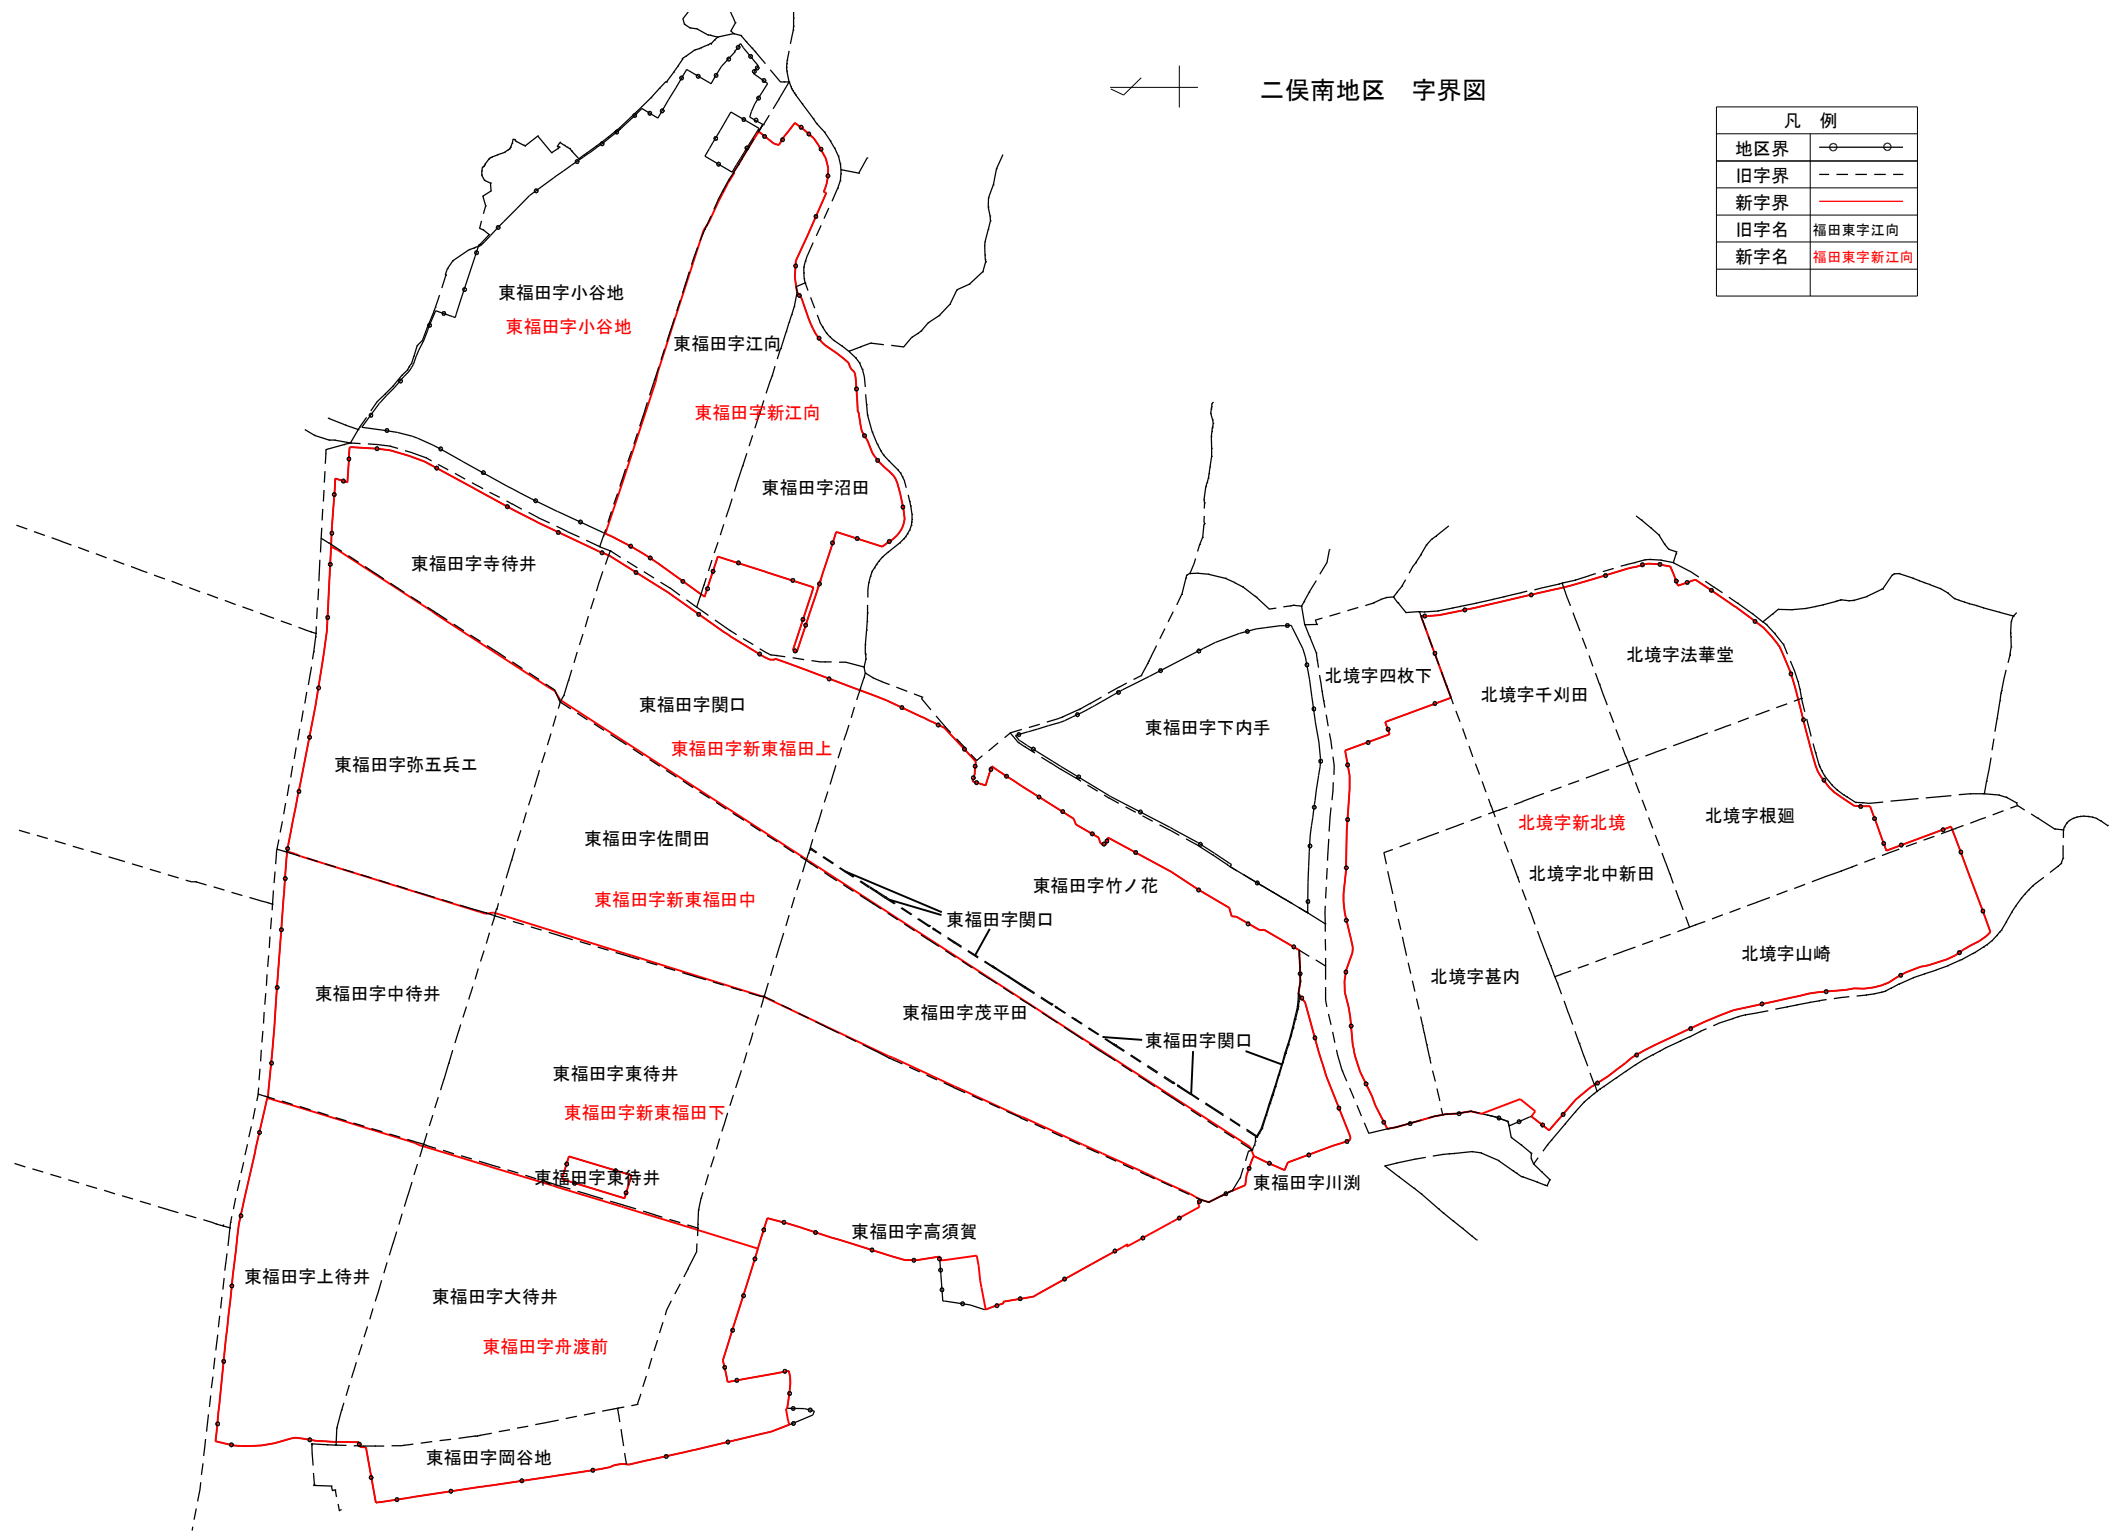 二俣南地区　字界図
凡　例
地区界
旧字界
新字界
旧字名 福田東字江向
新字名 福田東字新江向
東福田字小谷地
東福田字小谷地
東福田字江向
東福田字新江向
東福田字沼田
東福田字寺待井
東福田字関口
東福田字新東福田上
東福田字下内手
北境字四枚下
北境字千刈田
北境字法華堂
東福田字弥五兵エ
東福田字佐間田
東福田字新東福田中
東福田字竹ノ花
東福田字関口
北境字新北境
北境字根廻
北境字北中新田
北境字甚内
北境字山崎
東福田字中待井
東福田字茂平田
東福田字関口
東福田字東待井
東福田字新東福田下
東福田字東待井
東福田字川渕
東福田字高須賀
東福田字上待井
東福田字大待井
東福田字舟渡前
東福田字岡谷地